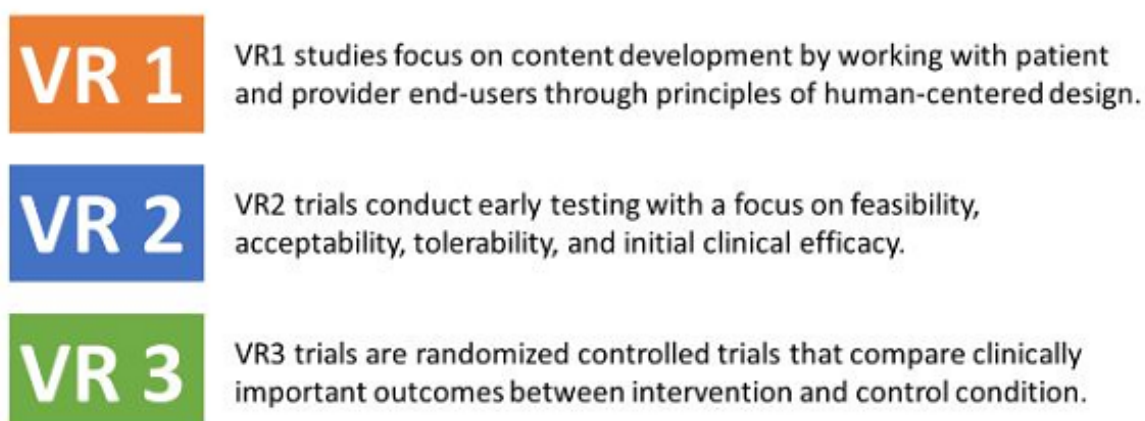 VR 1
VR1 studies focus on content development by working with patient
and provider end-users through principles of human-centered design.
VR 2
VR2 trials conduct early testing with a focus on feasibility,
acceptability, tolerability, and initial clinical efficacy.
VR 3
VR3 trials are randomized controlled trials that compare clinically
important outcomes between intervention and control condition.